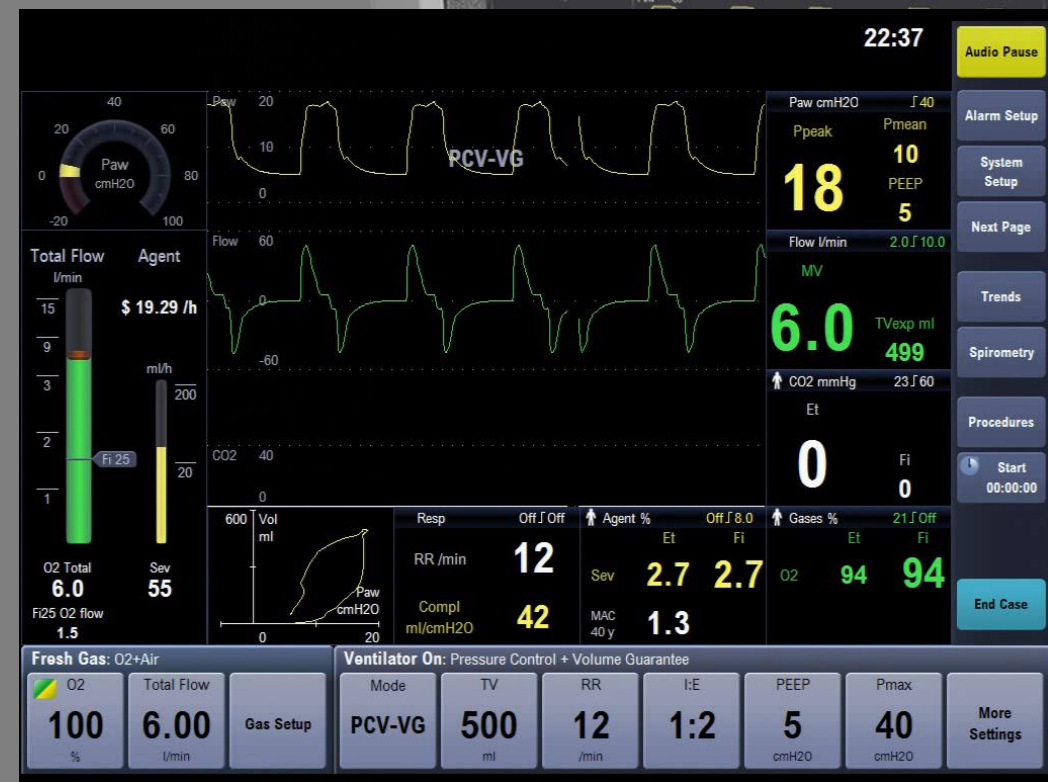 22:37
Audio Pause
Alarm Setup
System
Setup
Next Page
Trends
Spirometry
Procedures
Start
00:00:00
End Case
40
20
60
Paw
cmH2O
0
80
-20
100
Paw
20
10
0
PCV-VG
Paw cmH2O
40
Ppeak
Pmean
18
10
PEEP
5
Total Flow
Agent
l/min
15
$ 19.29 /h
9
ml/h
3
200
2
Fi 25
20
1
O2 Total
Sev
6.0
55
Fi25 O2 flow
1.5
Flow
60
0
-60
Flow l/min
2.0 10.0
MV
6.0
TVexp ml
499
CO2
40
0
CO2 mmHg
23 60
Et
0
Fi
0
600
Vol
ml
Paw
cmH2O
0
20
Resp
Off Off
RR /min
12
Compl
ml/cmH2O
42
Agent %
Off 8.0
Et
Fi
Sev
2.7
2.7
MAC
40 y
1.3
Gases %
21 Off
Et
Fi
O2
94
94
Fresh Gas: O2+Air
O2
100
%
Total Flow
6.00
l/min
Gas Setup
Ventilator On: Pressure Control + Volume Guarantee
Mode
PCV-VG
TV
500
ml
RR
12
/min
I:E
1:2
PEEP
5
cmH2O
Pmax
40
cmH2O
More
Settings